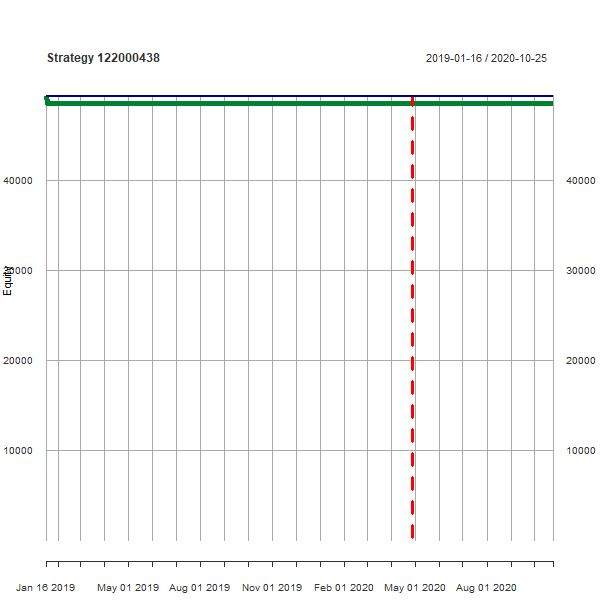 Strategy 122000438
2019-01-16 / 2020-10-25
40000
40000
30000
30000
Equity
20000
20000
10000
10000
Jan 16 2019
May 01 2019
Aug 01 2019
Nov 01 2019
Feb 01 2020
May 01 2020
Aug 01 2020